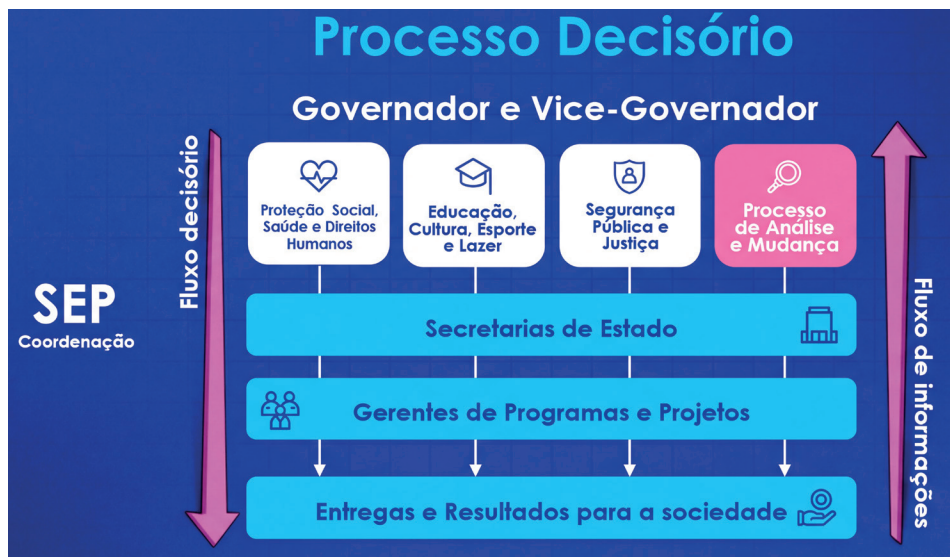 Processo Decisório
Governador e Vice-Governador
Fluxo decisório
SEP
Coordenação
Proteção Social,
Saúde e Direitos
Humanos
Educação,
Cultura, Esporte
e Lazer
Segurança
Pública e
Justiça
Processo
de Análise
e Mudança
Secretarias de Estado
Gerentes de Programas e Projetos
Entregas e Resultados para a sociedade
Fluxo de informações